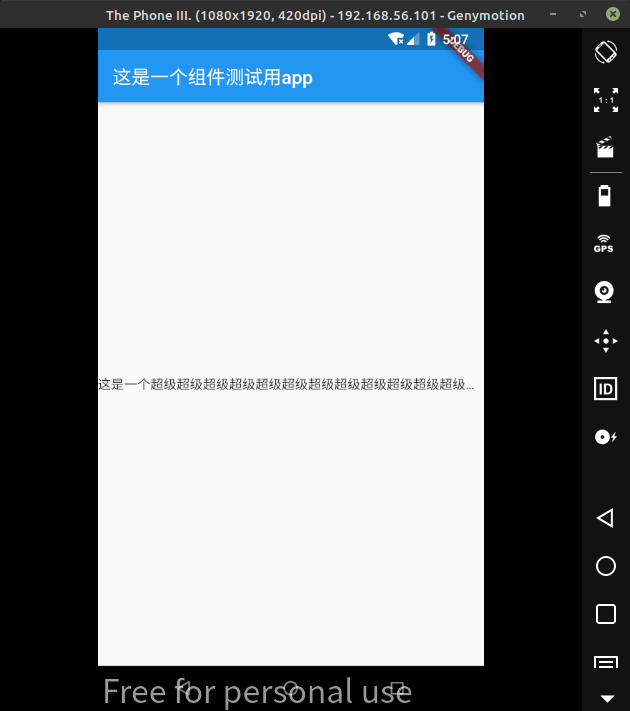 The Phone III. (1080x1920, 420dpi) - 192.168.56.101 - Genymotion
5:07
DEBUG
这是一个组件测试用app
1 : 1
GPS
这是一个超级超级超级超级超级超级超级超级超级超级超级超级...
ID
Free for personal use